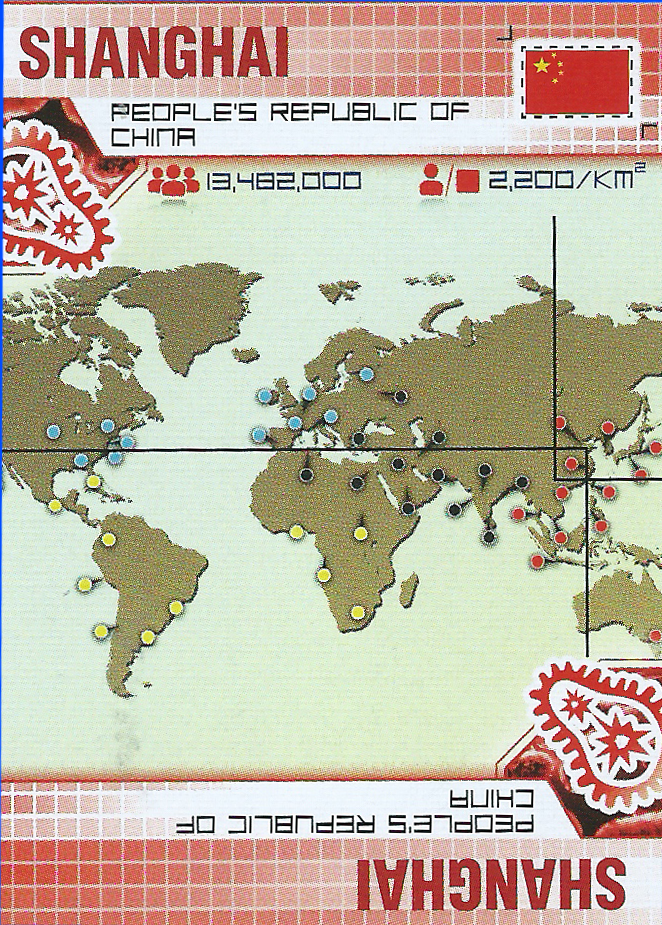 SHANGHAI
PEOPLE'S REPUBLIC OF
CHINA
13,482,000 / 2,200/KM²
PEOPLE'S REPUBLIC OF
CHINA
SHANGHAI